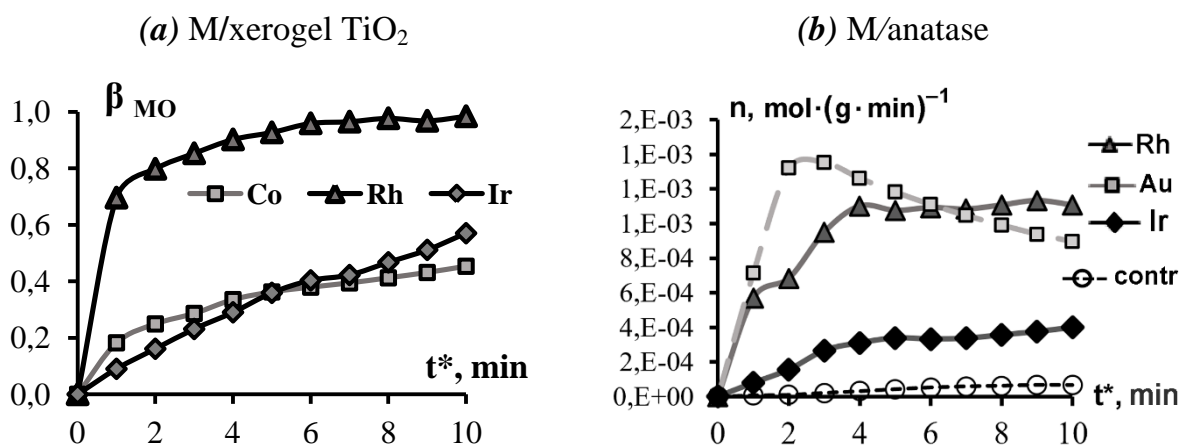 (a) M/xerogel TiO₂
β MO
1,0
0,8
0,6
0,4
0,2
0,0
Co Rh Ir
t*, min
0 2 4 6 8 10
(b) M/anatase
n, mol·(g·min)⁻¹
2,E-03
1,E-03
1,E-03
1,E-03
8,E-04
6,E-04
4,E-04
2,E-04
0,E+00
Rh
Au
Ir
contr
t*, min
0 2 4 6 8 10